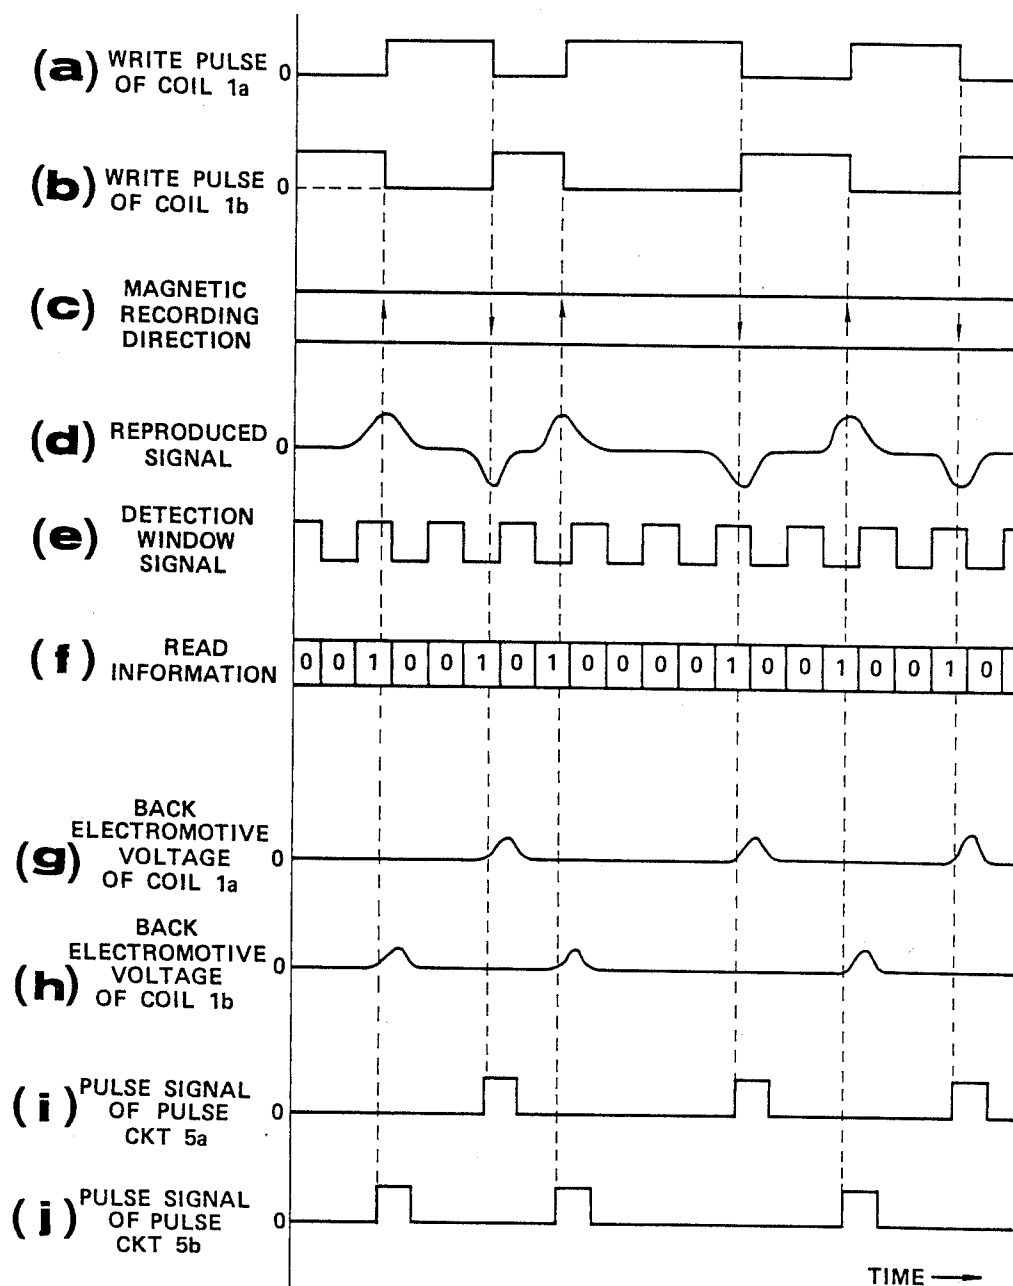 (a) WRITE PULSE
OF COIL 1a
0
(b) WRITE PULSE
OF COIL 1b
0
(c) MAGNETIC
RECORDING
DIRECTION
(d) REPRODUCED
SIGNAL
0
(e) DETECTION
WINDOW
SIGNAL
(f) READ
INFORMATION
0 0 1 0 0 1 0 1 0 0 0 0 1 0 0 1 0 0 1 0
(g) BACK
ELECTROMOTIVE
VOLTAGE
OF COIL 1a
0
(h) BACK
ELECTROMOTIVE
VOLTAGE
OF COIL 1b
0
(i) PULSE SIGNAL
OF PULSE
CKT 5a
0
(j) PULSE SIGNAL
OF PULSE
CKT 5b
0
TIME